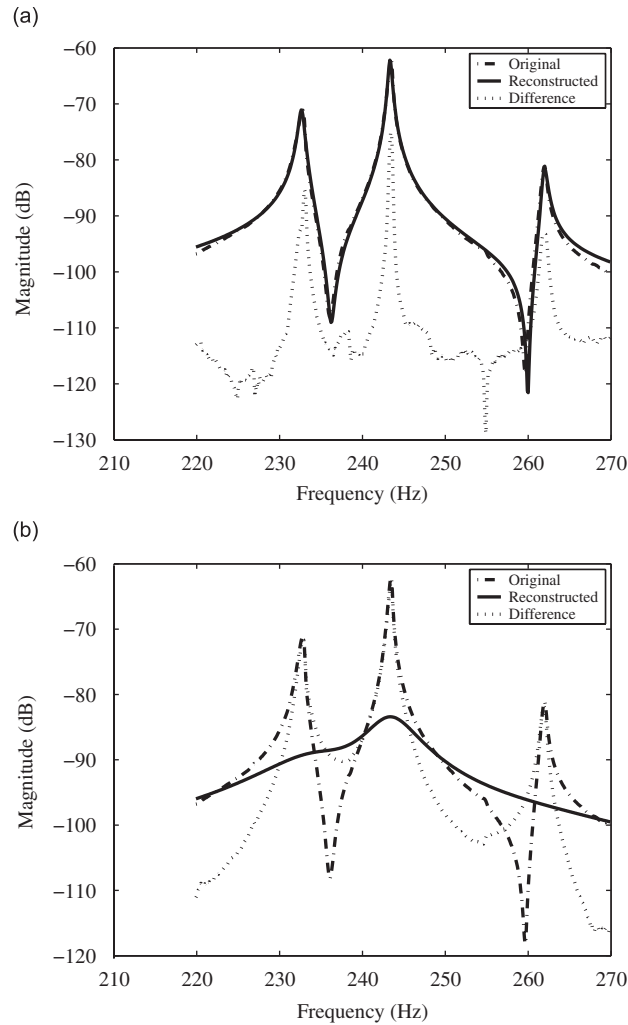 (a)
−60
−70
−80
−90
−100
−110
−120
−130
Magnitude (dB)
Original
Reconstructed
Difference
210 220 230 240 250 260 270
Frequency (Hz)
(b)
−60
−70
−80
−90
−100
−110
−120
Magnitude (dB)
Original
Reconstructed
Difference
210 220 230 240 250 260 270
Frequency (Hz)